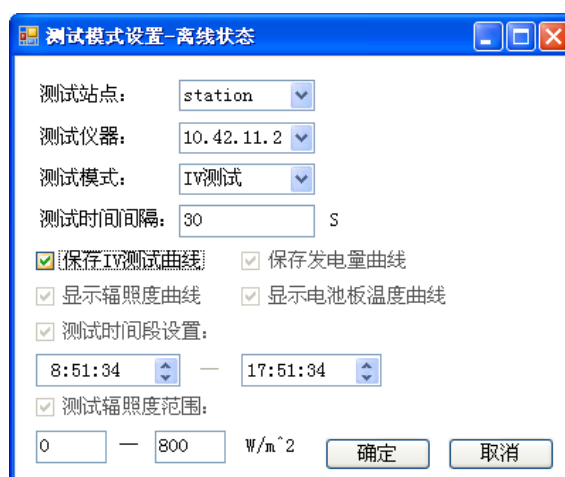 测试模式设置-离线状态
测试站点： station
测试仪器： 10.42.11.2
测试模式： IV测试
测试时间间隔： 30 S
保存IV测试曲线 保存发电量曲线
显示辐照度曲线 显示电池板温度曲线
测试时间段设置：
8:51:34 — 17:51:34
测试辐照度范围：
0 — 800 W/m^2 确定 取消